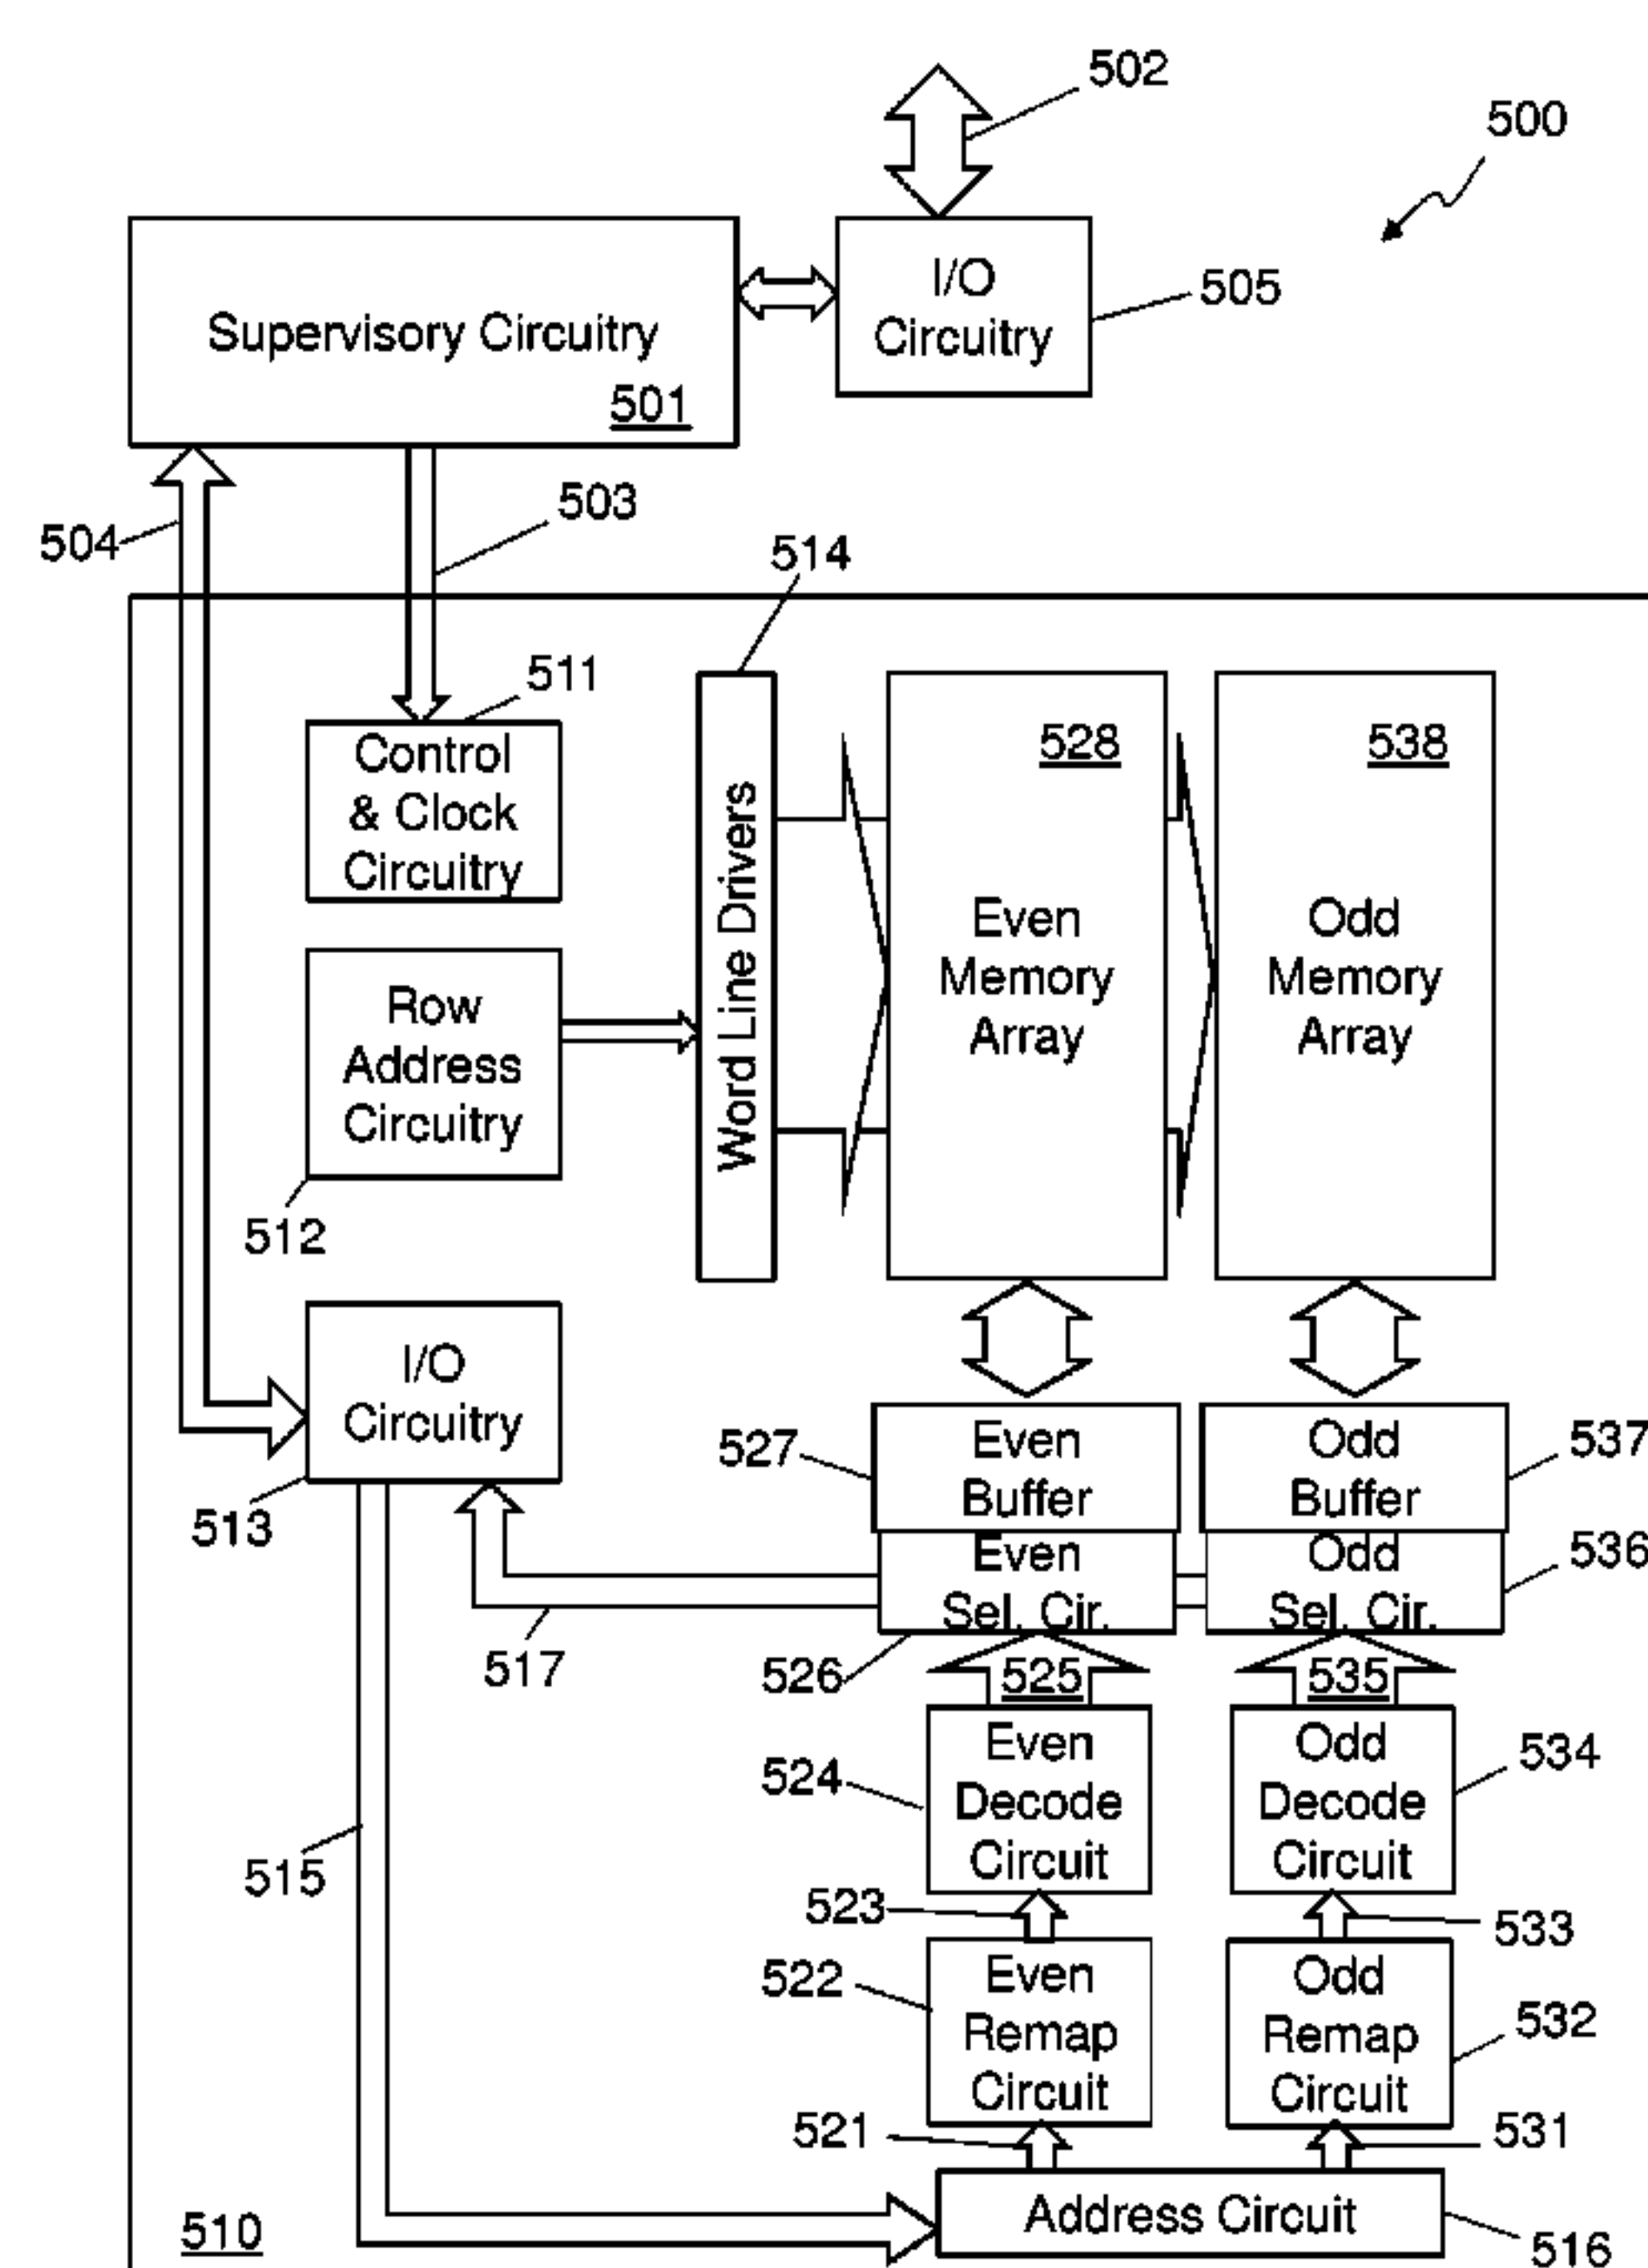 502
500
I/O
Circuitry
505
Supervisory Circuitry
501
503
504
514
511
Control
& Clock
Circuitry
528
538
Word Line Drivers
Even
Memory
Array
Odd
Memory
Array
Row
Address
Circuitry
512
I/O
Circuitry
513
527
Even
Buffer
Odd
Buffer
537
Even
Sel. Cir.
Odd
Sel. Cir.
536
517
526
525
535
524
Even
Decode
Circuit
Odd
Decode
Circuit
534
515
523
533
522
Even
Remap
Circuit
Odd
Remap
Circuit
532
521
531
510
Address Circuit
516